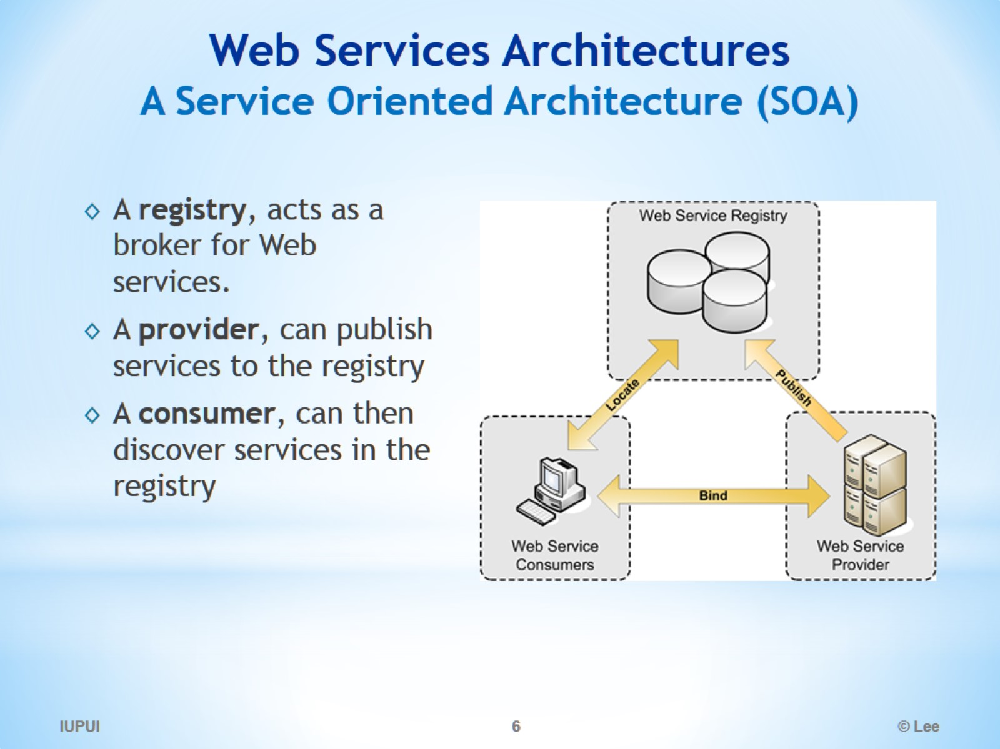 Web Services Architectures
A Service Oriented Architecture (SOA)
◊ A registry, acts as a
broker for Web
services.
◊ A provider, can publish
services to the registry
◊ A consumer, can then
discover services in the
registry
Web Service Registry
Locate
Publish
Bind
Web Service
Consumers
Web Service
Provider
IUPUI
6
© Lee